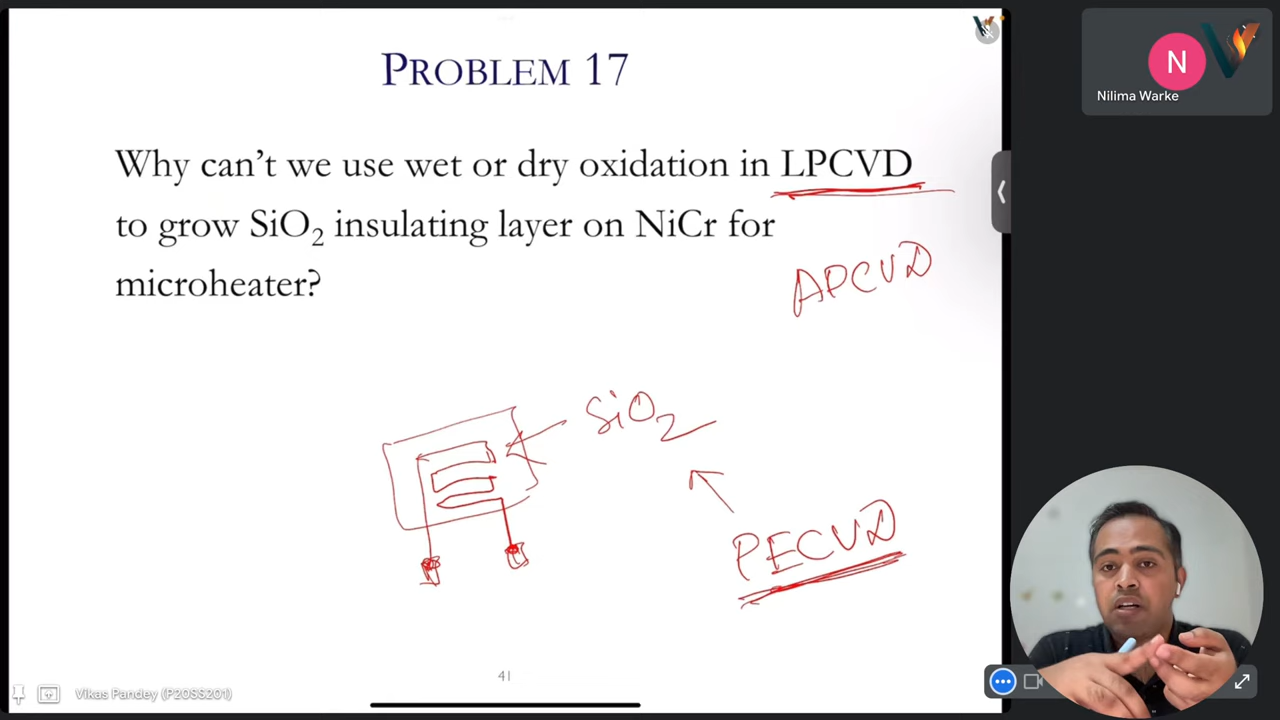 PROBLEM 17
Why can't we use wet or dry oxidation in LPCVD
to grow SiO₂ insulating layer on NiCr for
microheater?
APCVD
SiO₂
PECVD
41
Vikas Pandey (P20SS201)
N
Nilima Warke